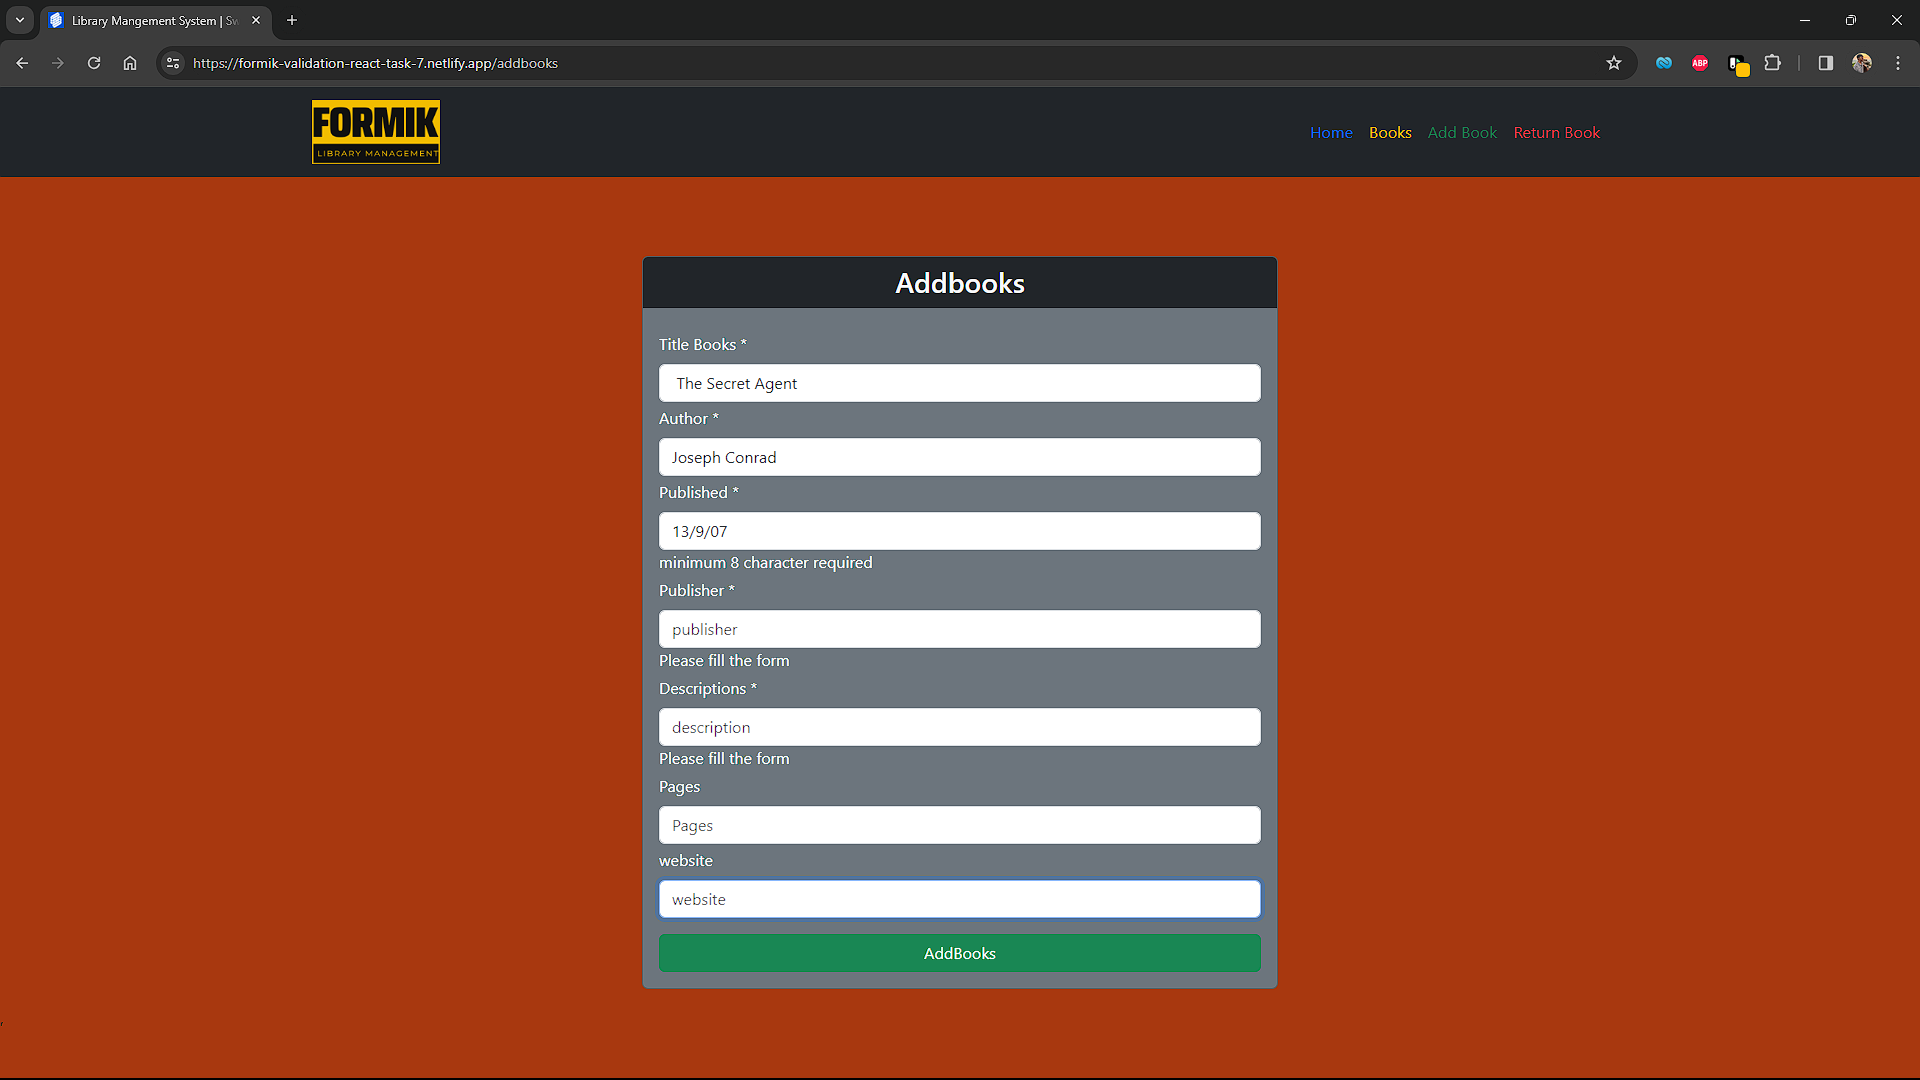 Library Mangement System | Sw
https://formik-validation-react-task-7.netlify.app/addbooks
ABP
FORMIK
LIBRARY MANAGEMENT
Home Books Add Book Return Book
Addbooks
Title Books *
The Secret Agent
Author *
Joseph Conrad
Published *
13/9/07
minimum 8 character required
Publisher *
publisher
Please fill the form
Descriptions *
description
Please fill the form
Pages
Pages
website
website
AddBooks
,